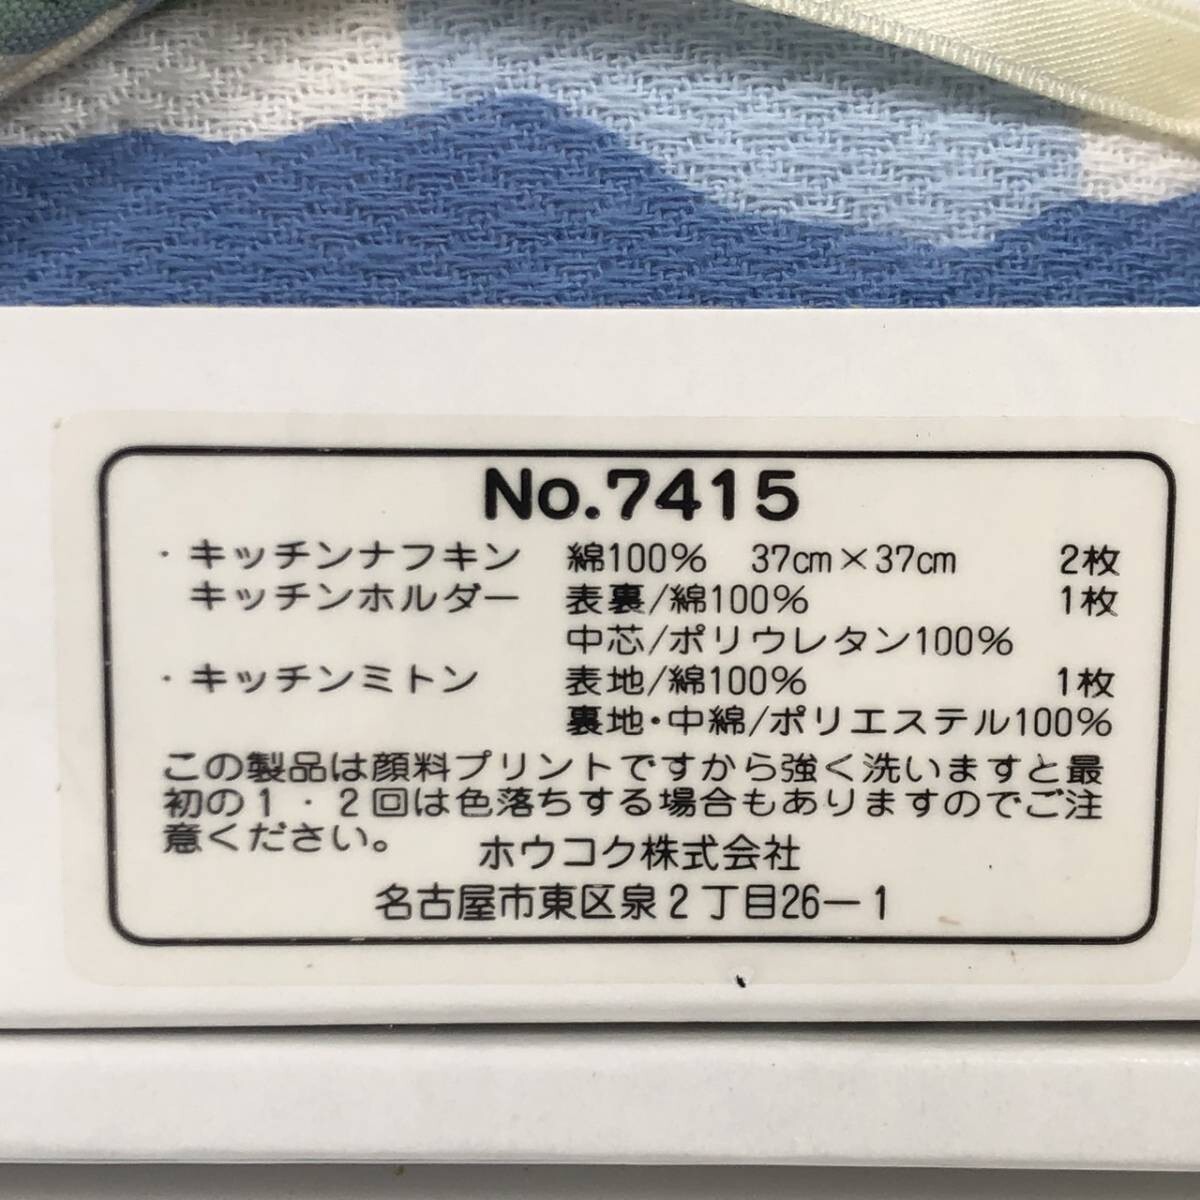 No.7415
・キッチンナフキン 綿100% 37cm×37cm 2枚
キッチンホルダー 表裏/綿100% 1枚
中芯/ポリウレタン100%
・キッチンミトン 表地/綿100% 1枚
裏地・中綿/ポリエステル100%
この製品は顔料プリントですから強く洗いますと最
初の1・2回は色落ちする場合もありますのでご注
意ください。
ホウコク株式会社
名古屋市東区泉2丁目26-1